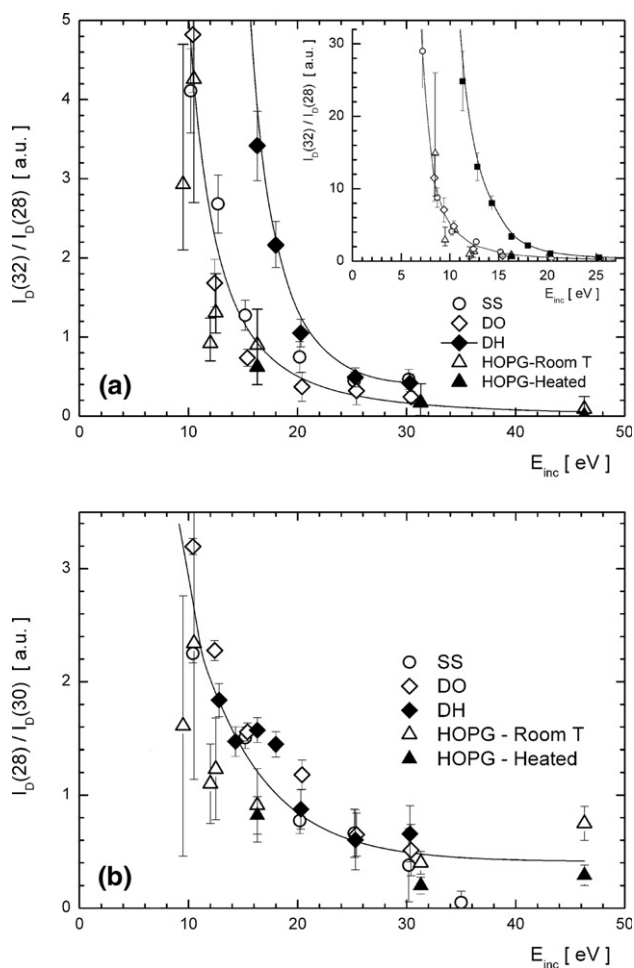 5
4
3
2
1
0
I_D(32) / I_D(28) [ a.u. ]
(a)
0 10 20 30 40 50
E_inc [ eV ]
30
20
10
0
I_D(32) / I_D(28) [ a.u. ]
0 5 10 15 20 25
E_inc [ eV ]
SS
DO
DH
HOPG-Room T
HOPG-Heated
3
2
1
0
I_D(28) / I_D(30) [ a.u. ]
SS
DO
DH
HOPG - Room T
HOPG - Heated
(b)
0 10 20 30 40 50
E_inc [ eV ]